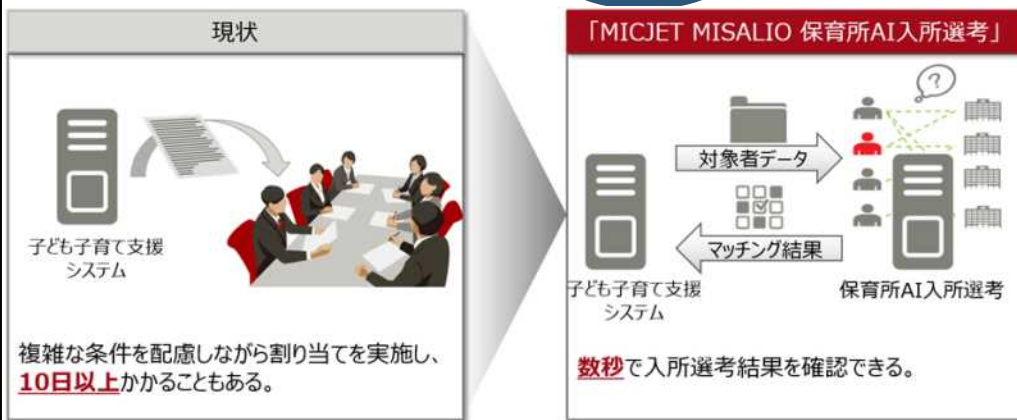 現状
子ども子育て支援
システム
複雑な条件を配慮しながら割り当てを実施し、
10日以上かかることもある。
「MICJET MISALIO 保育所AI入所選考」
?
対象者データ
マッチング結果
子ども子育て支援
システム
保育所AI入所選考
数秒で入所選考結果を確認できる。